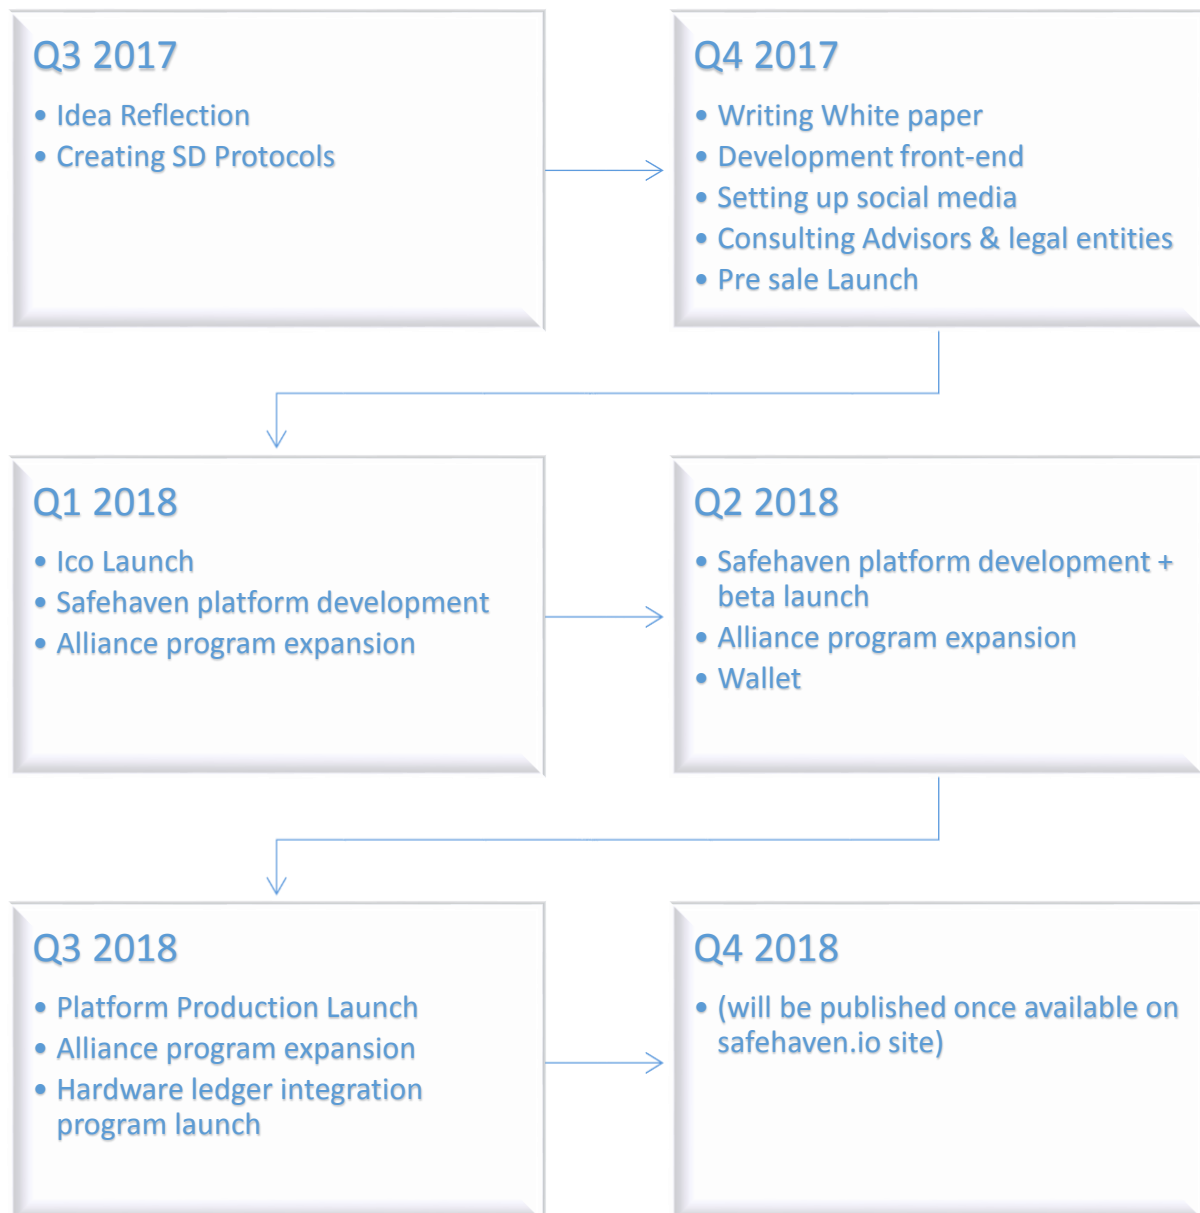 Q3 2017
• Idea Reflection
• Creating SD Protocols
Q4 2017
• Writing White paper
• Development front-end
• Setting up social media
• Consulting Advisors & legal entities
• Pre sale Launch
Q1 2018
• Ico Launch
• Safehaven platform development
• Alliance program expansion
Q2 2018
• Safehaven platform development +
beta launch
• Alliance program expansion
• Wallet
Q3 2018
• Platform Production Launch
• Alliance program expansion
• Hardware ledger integration
program launch
Q4 2018
• (will be published once available on
safehaven.io site)